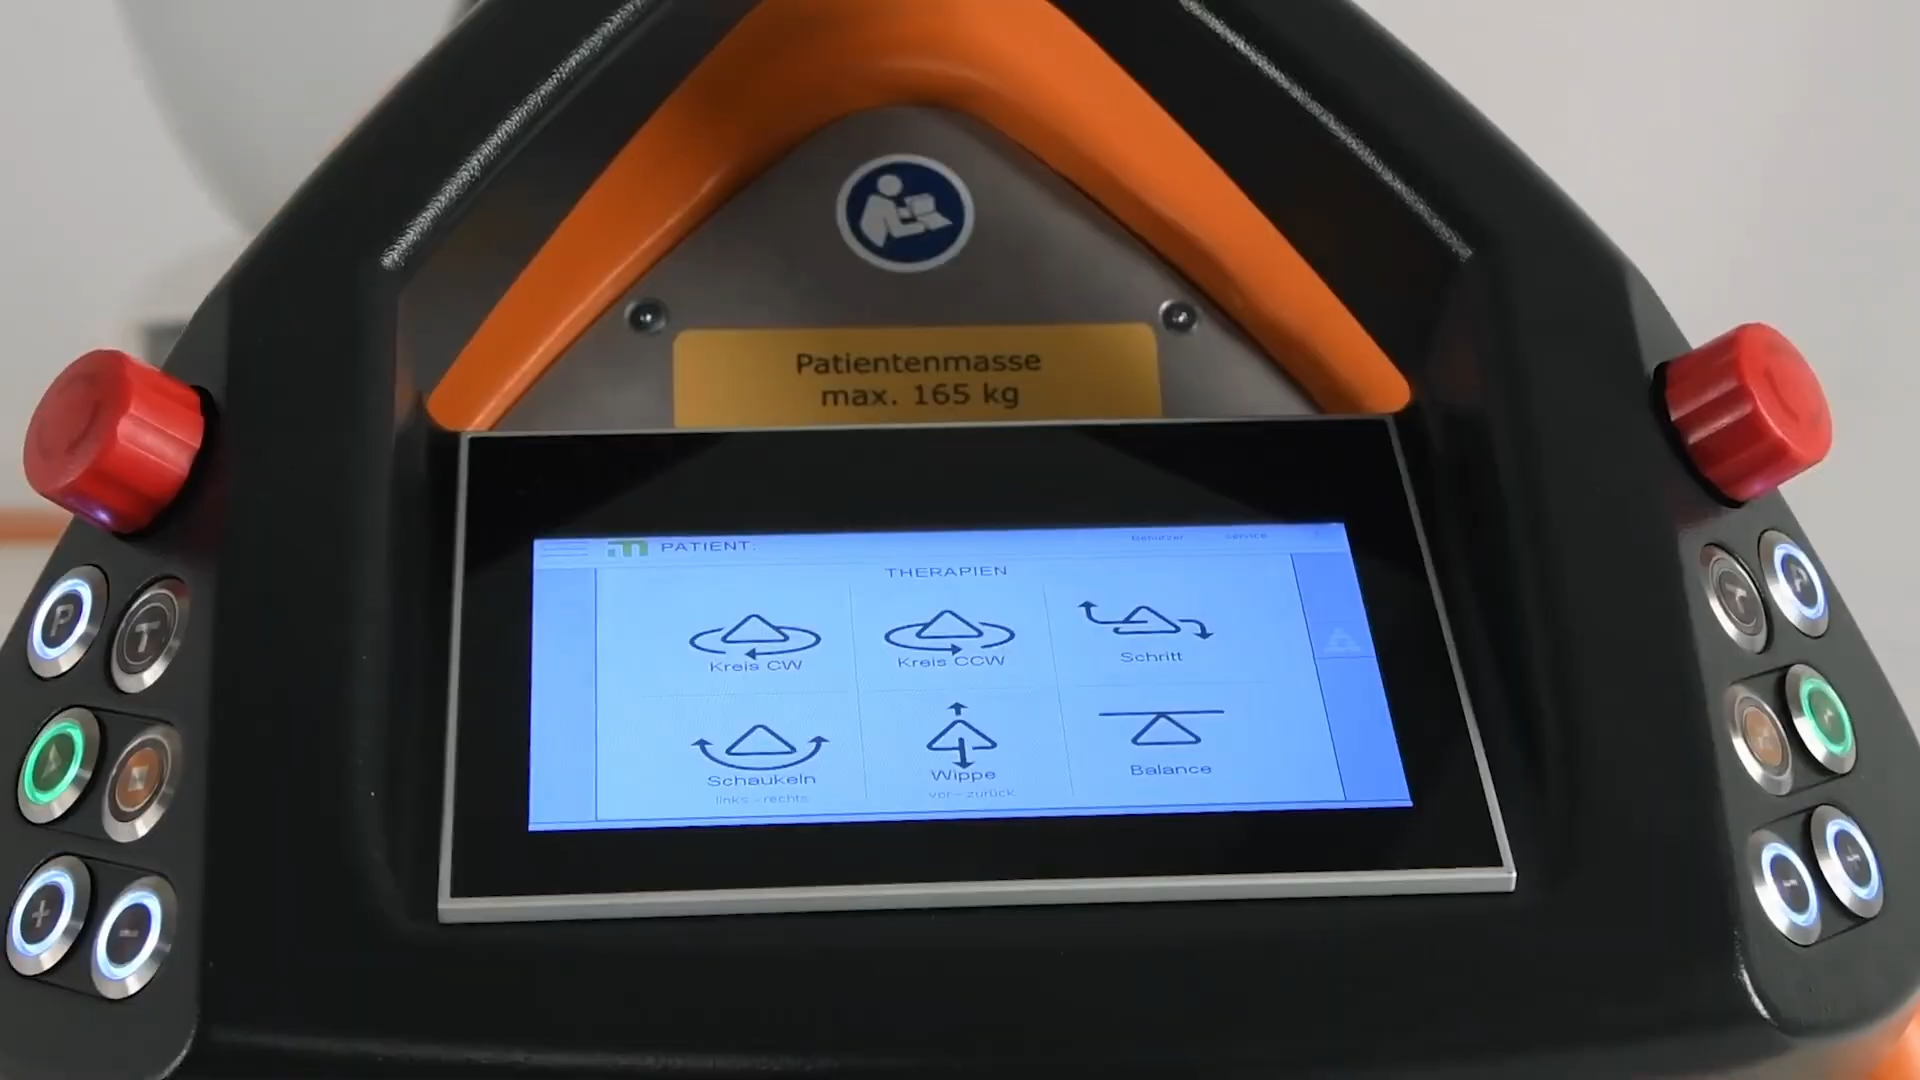 Patientenmasse
max. 165 kg
PATIENT:
Benutzer
Service
THERAPIEN
Kreis CW
Kreis CCW
Schritt
Schaukeln
links - rechts
Wippe
vor - zurück
Balance
P
T
+
-